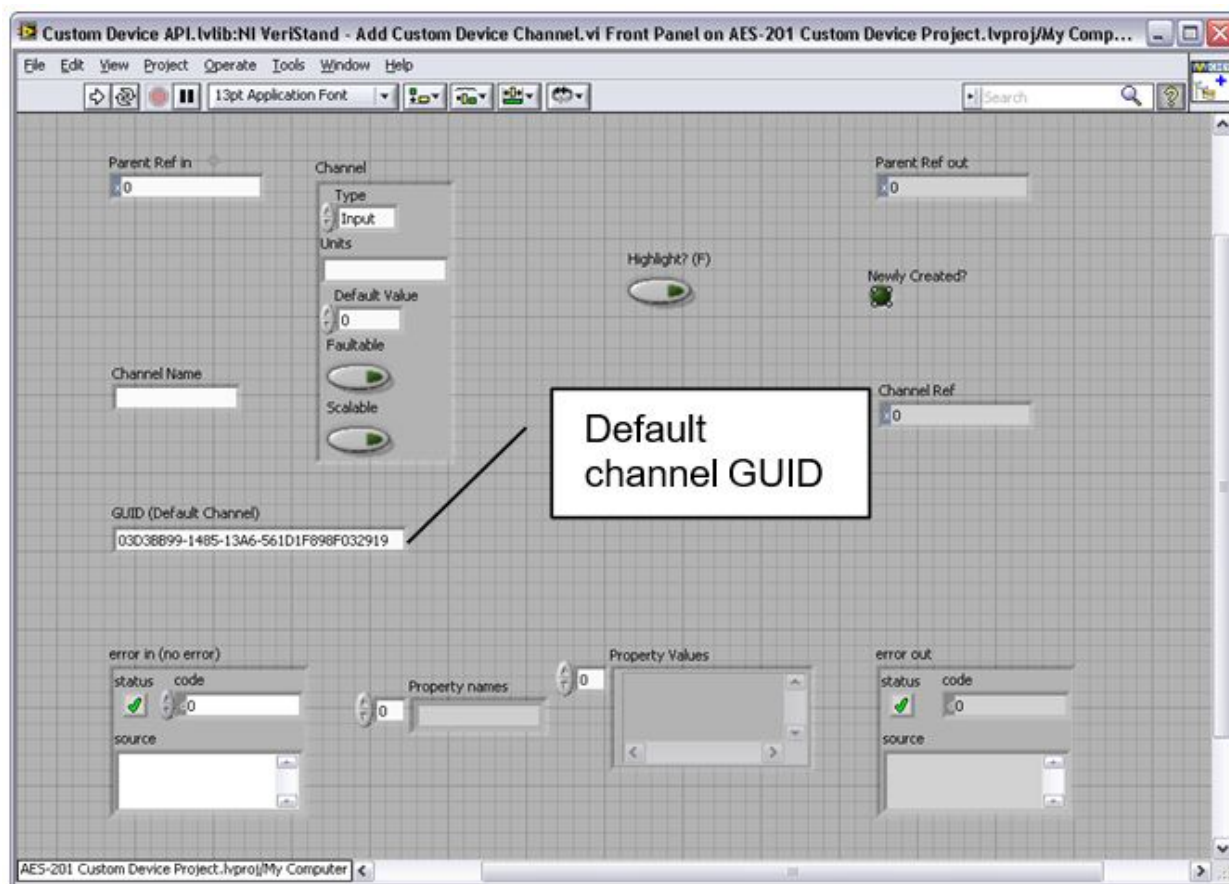 Custom Device API.lvlib:NI VeriStand - Add Custom Device Channel.vi Front Panel on AES-201 Custom Device Project.lvproj/My Comp...
File Edit View Project Operate Tools Window Help
13pt Application Font
Search
Parent Ref in
x 0
Channel
Type
Input
Units
Default Value
0
Faultable
Scalable
Channel Name
Highlight? (F)
Parent Ref out
x 0
Newly Created?
Channel Ref
x 0
Default
channel GUID
GUID (Default Channel)
03D3BB99-1485-13A6-561D1F898F032919
error in (no error)
status code
0
source
Property names
0
Property Values
0
error out
status code
0
source
AES-201 Custom Device Project.lvproj/My Computer